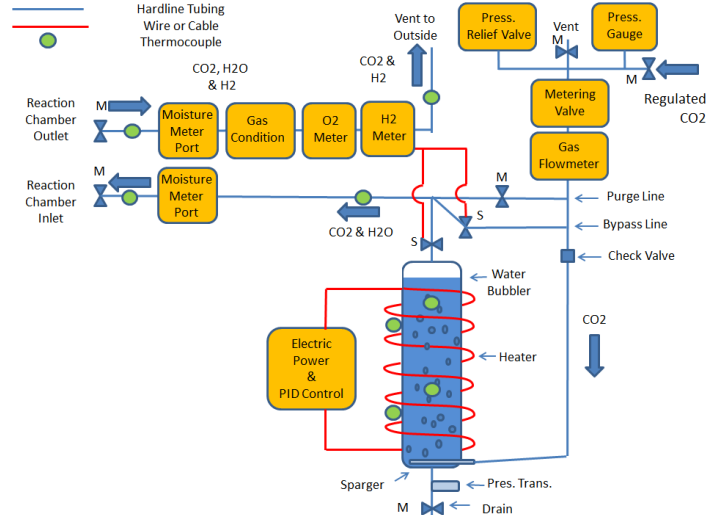 Hardline Tubing
Wire or Cable
Thermocouple
Vent to
Outside
Press.
Relief Valve
Vent
M
Press.
Gauge
M
Regulated
CO2
CO2, H2O
& H2
CO2 &
H2
Metering
Valve
Reaction
Chamber
Outlet
M
Moisture
Meter
Port
Gas
Condition
O2
Meter
H2
Meter
Gas
Flowmeter
Reaction
Chamber
Inlet
M
Moisture
Meter
Port
M
Purge Line
CO2 & H2O
S
S
Bypass Line
Check Valve
Water
Bubbler
CO2
Electric
Power
&
PID Control
Heater
Sparger
Pres. Trans.
M
Drain